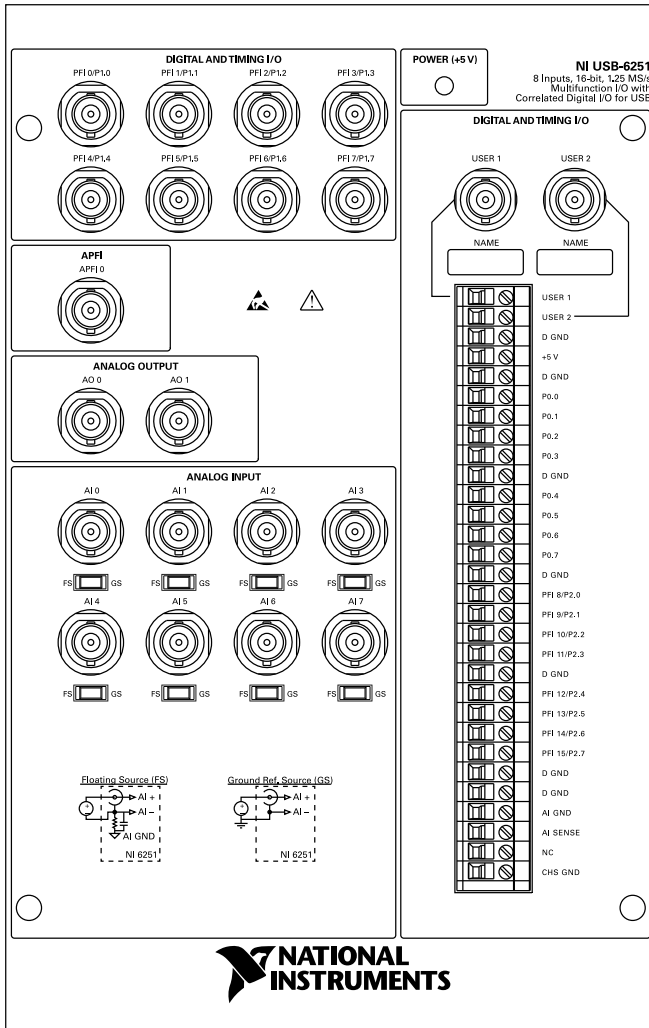 DIGITAL AND TIMING I/O
PFI 0/P1.0 PFI 1/P1.1 PFI 2/P1.2 PFI 3/P1.3
PFI 4/P1.4 PFI 5/P1.5 PFI 6/P1.6 PFI 7/P1.7
APFI
APFI 0
ANALOG OUTPUT
AO 0 AO 1
ANALOG INPUT
AI 0 AI 1 AI 2 AI 3
FS GS FS GS FS GS FS GS
AI 4 AI 5 AI 6 AI 7
FS GS FS GS FS GS FS GS
Floating Source (FS)
AI +
AI –
AI GND
NI 6251
Ground Ref. Source (GS)
AI +
AI –
NI 6251
POWER (+5 V)
NI USB-6251
8 Inputs, 16-bit, 1.25 MS/s
Multifunction I/O with
Correlated Digital I/O for USB
DIGITAL AND TIMING I/O
USER 1 USER 2
NAME NAME
USER 1
USER 2
D GND
+5 V
D GND
P0.0
P0.1
P0.2
P0.3
D GND
P0.4
P0.5
P0.6
P0.7
D GND
PFI 8/P2.0
PFI 9/P2.1
PFI 10/P2.2
PFI 11/P2.3
D GND
PFI 12/P2.4
PFI 13/P2.5
PFI 14/P2.6
PFI 15/P2.7
D GND
D GND
AI GND
AI SENSE
NC
CHS GND
NATIONAL
INSTRUMENTS